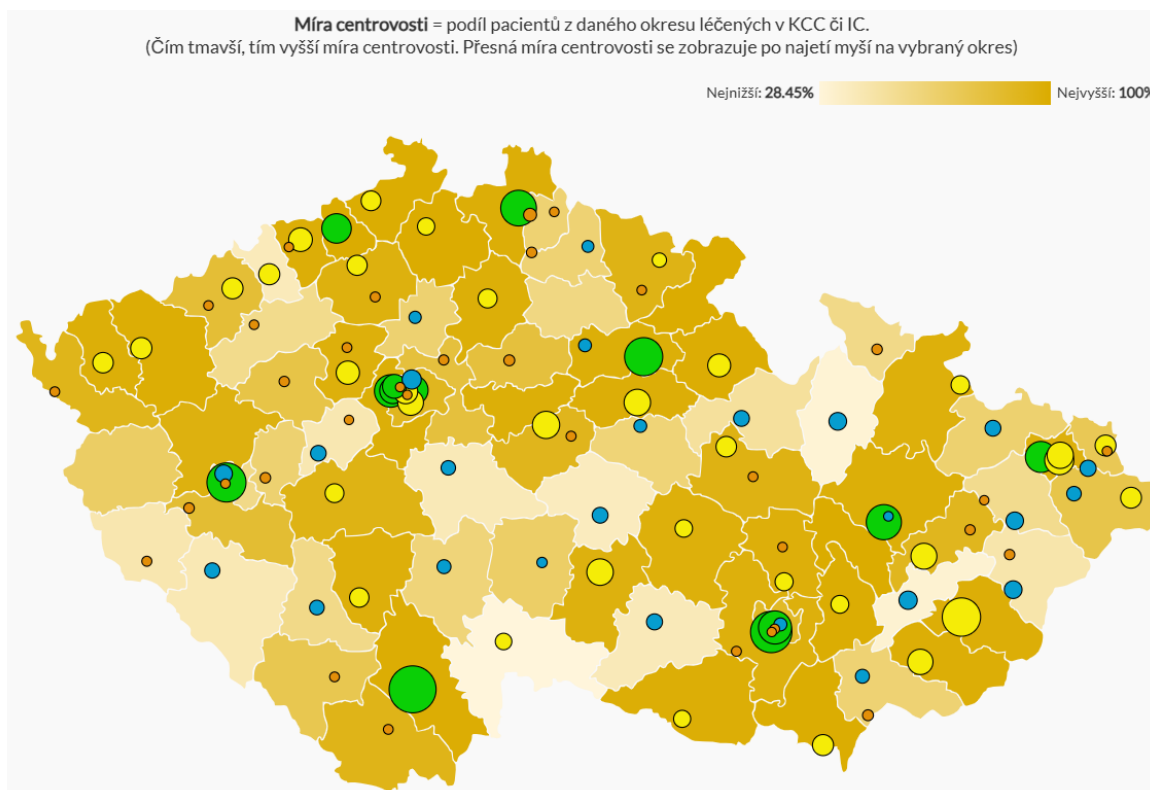 Míra centrovosti = podíl pacientů z daného okresu léčených v KCC či IC.
(Čím tmavší, tím vyšší míra centrovosti. Přesná míra centrovosti se zobrazuje po najetí myší na vybraný okres)
Nejnižší: 28.45% Nejvyšší: 100%